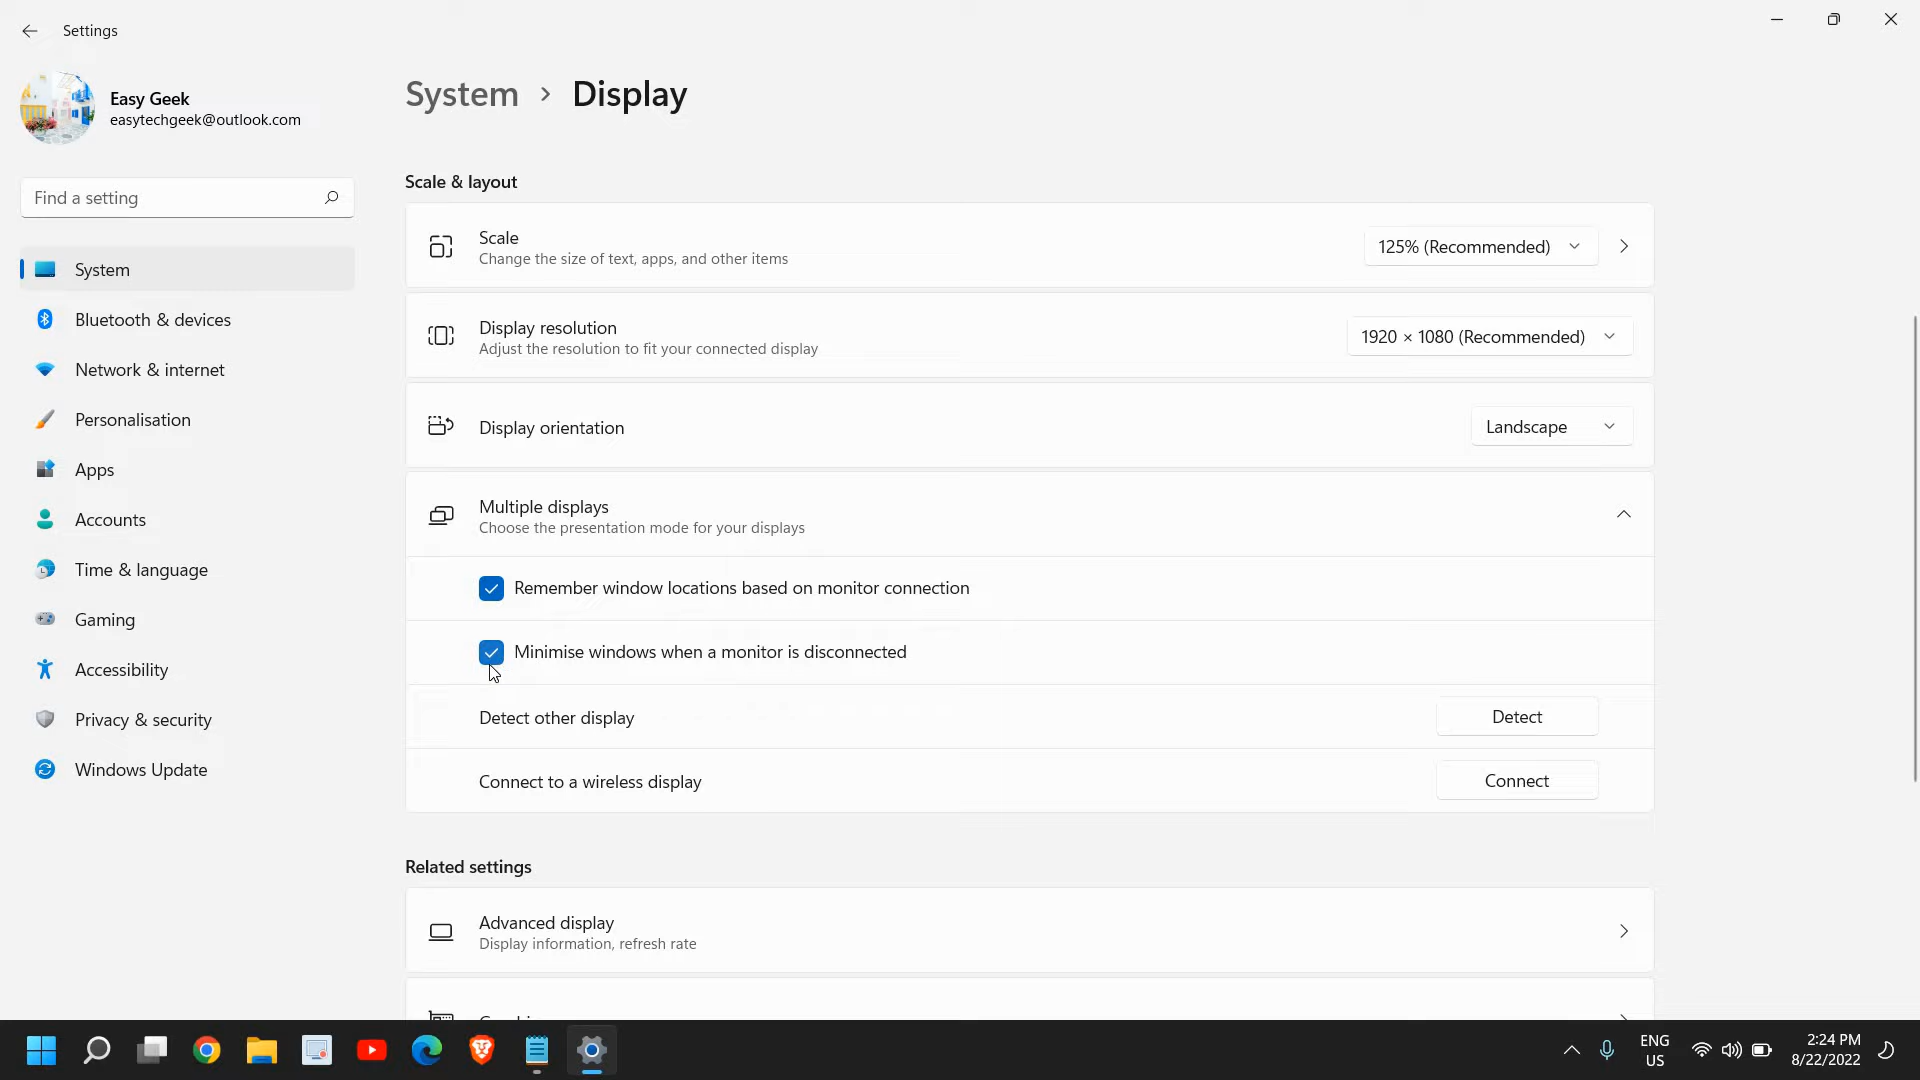 Settings
Easy Geek
easytechgeek@outlook.com
Find a setting
System
Bluetooth & devices
Network & internet
Personalisation
Apps
Accounts
Time & language
Gaming
Accessibility
Privacy & security
Windows Update
System > Display
Scale & layout
Scale
Change the size of text, apps, and other items
125% (Recommended)
Display resolution
Adjust the resolution to fit your connected display
1920 × 1080 (Recommended)
Display orientation
Landscape
Multiple displays
Choose the presentation mode for your displays
Remember window locations based on monitor connection
Minimise windows when a monitor is disconnected
Detect other display
Detect
Connect to a wireless display
Connect
Related settings
Advanced display
Display information, refresh rate
ENG
US
2:24 PM
8/22/2022